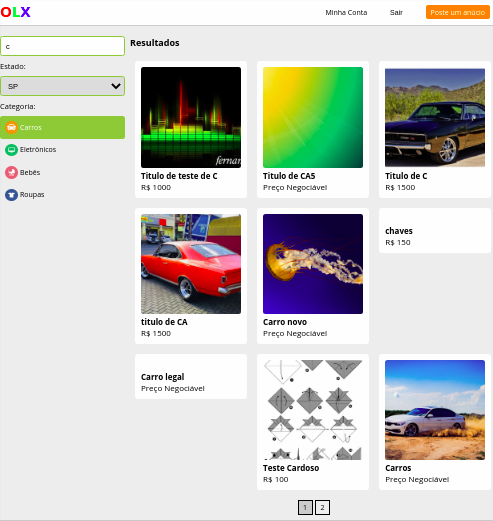 OLX
Minha Conta
Sair
Poste um anúcio
c
Resultados
Estado:
SP
Categoria:
Carros
Eletrônicos
Bebês
Roupas
fernan
Titulo de teste de C
R$ 1000
Titulo de CA5
Preço Negociável
Titulo de C
R$ 1500
titulo de CA
R$ 1500
Carro novo
Preço Negociável
chaves
R$ 150
Carro legal
Preço Negociável
Teste Cardoso
R$ 100
Carros
Preço Negociável
1
2